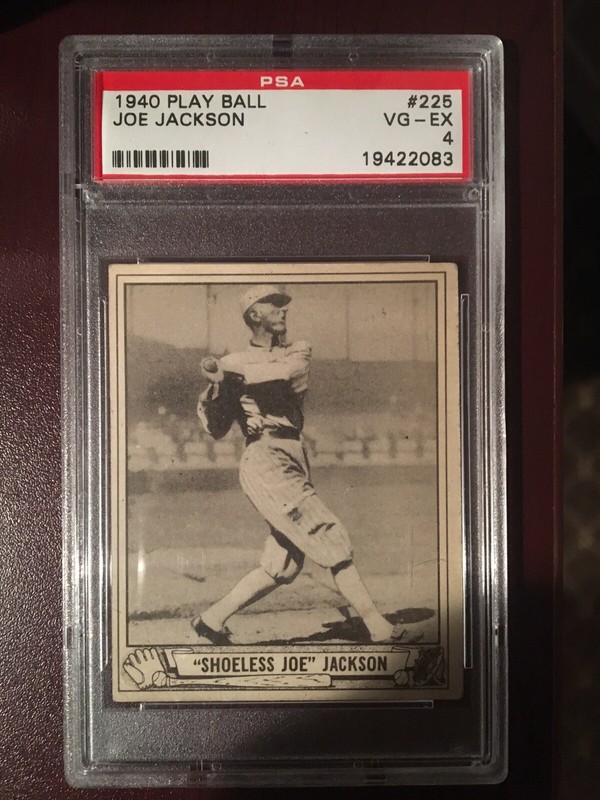 PSA
1940 PLAY BALL #225
JOE JACKSON VG-EX
4
19422083
"SHOELESS JOE" JACKSON